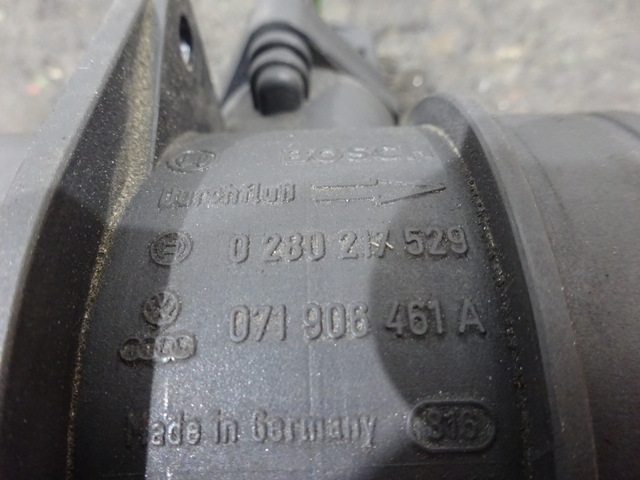 BOSCH
Durchfluß
0 280 217 529
071 906 461 A
Made in Germany 816